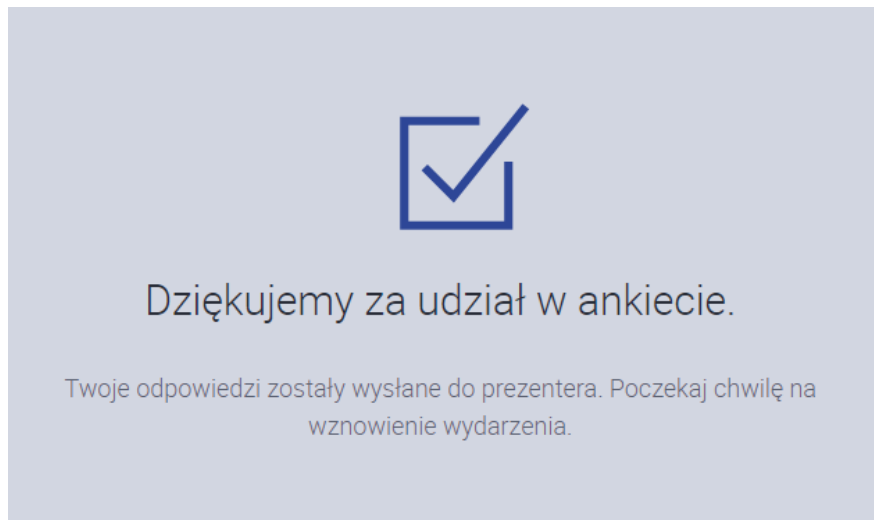 Dziękujemy za udział w ankiecie.
Twoje odpowiedzi zostały wysłane do prezentera. Poczekaj chwilę na
wznowienie wydarzenia.